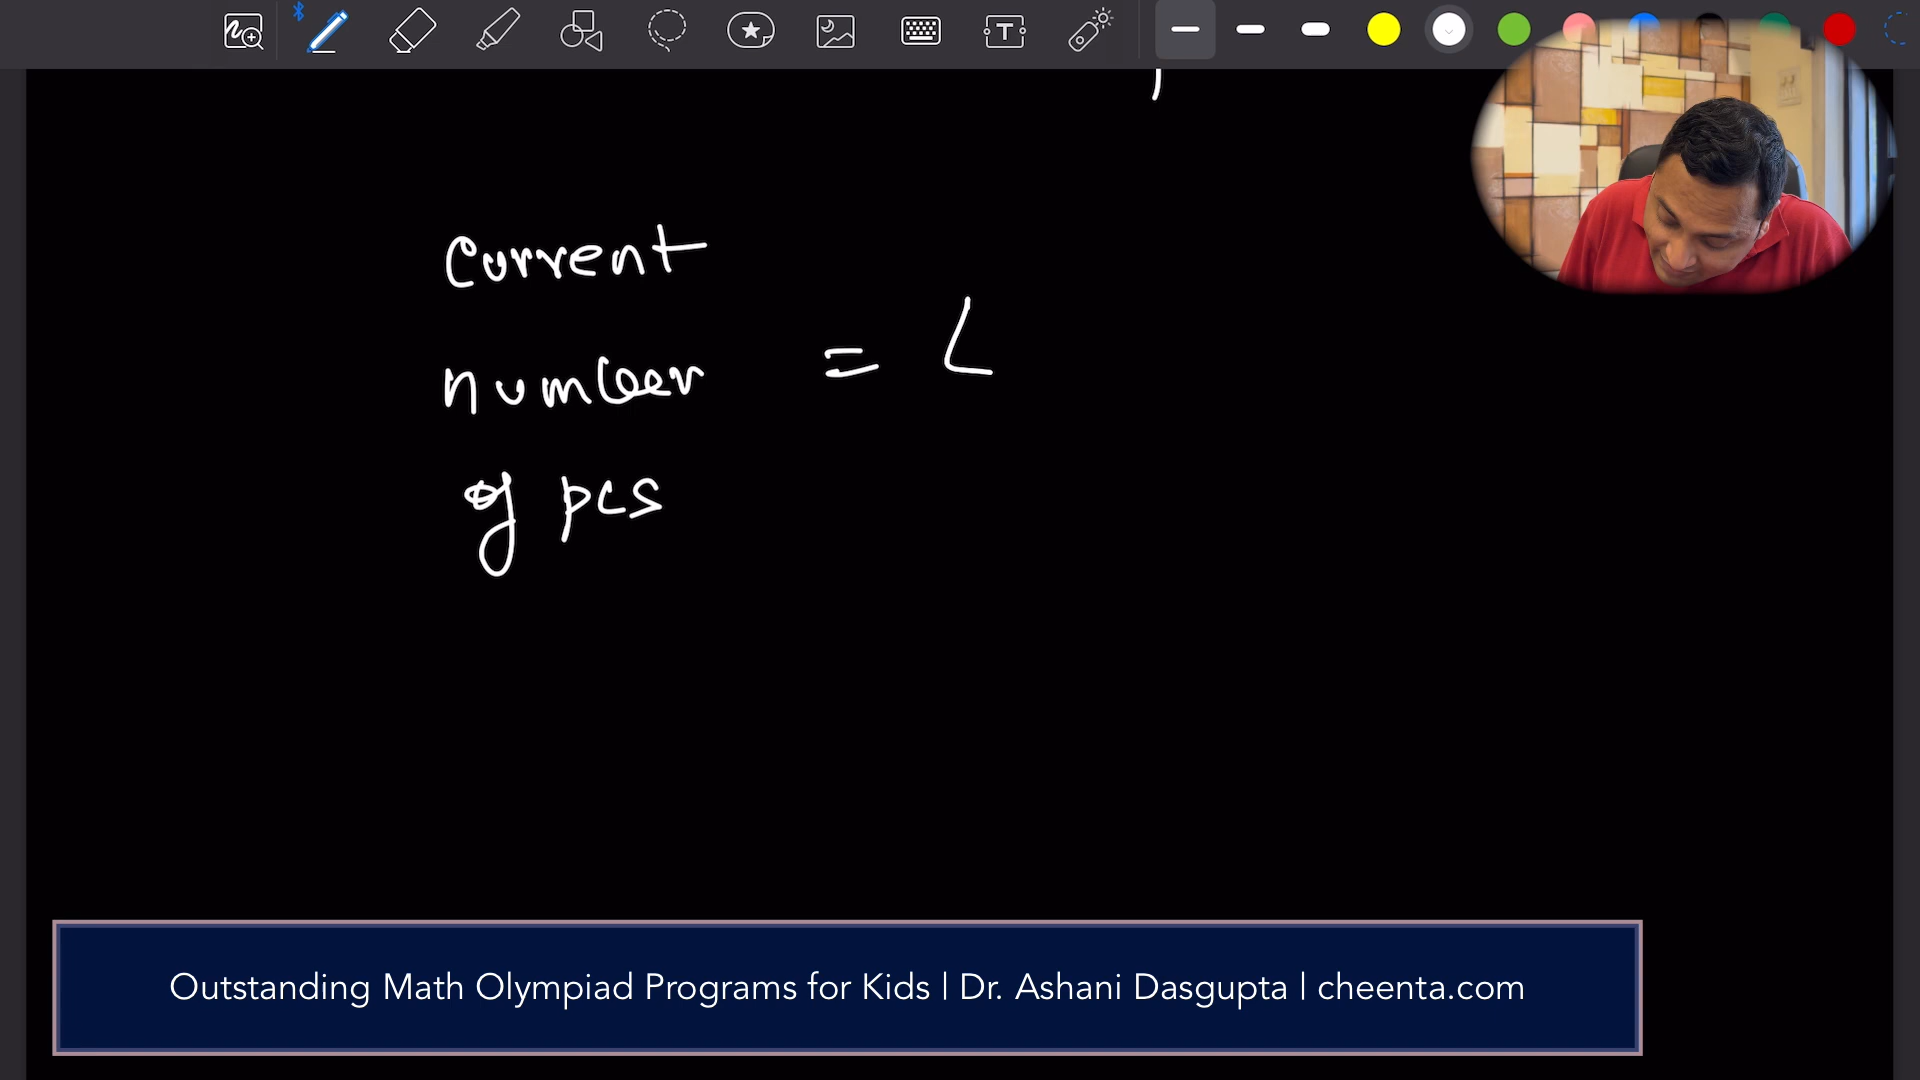 Current
number = L
of pcs
Outstanding Math Olympiad Programs for Kids | Dr. Ashani Dasgupta | cheenta.com